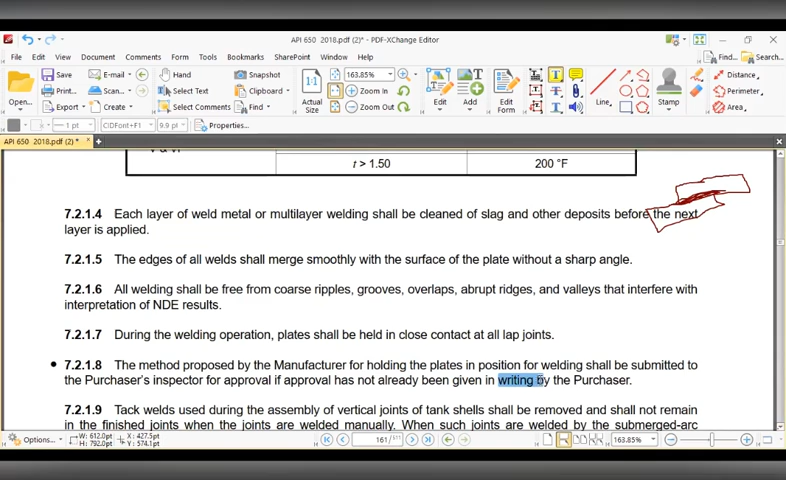 API 650 2018.pdf (2)* - PDF-XChange Editor
File Edit View Document Comments Form Tools Bookmarks SharePoint Window Help
Find... Search...
Open... Save Print... Export E-mail Scan... Create Hand Select Text Select Comments Snapshot Clipboard Find Actual Size 163.85% Zoom In Zoom Out Edit Add Edit Form Line Stamp Distance... Perimeter... Area...
1 pt CIDFont+F1 9.9 pt Properties...
API 650 2018.pdf (2) *
t > 1.50 200 °F
7.2.1.4 Each layer of weld metal or multilayer welding shall be cleaned of slag and other deposits before the next
layer is applied.
7.2.1.5 The edges of all welds shall merge smoothly with the surface of the plate without a sharp angle.
7.2.1.6 All welding shall be free from coarse ripples, grooves, overlaps, abrupt ridges, and valleys that interfere with
interpretation of NDE results.
7.2.1.7 During the welding operation, plates shall be held in close contact at all lap joints.
• 7.2.1.8 The method proposed by the Manufacturer for holding the plates in position for welding shall be submitted to
the Purchaser's inspector for approval if approval has not already been given in writing by the Purchaser.
7.2.1.9 Tack welds used during the assembly of vertical joints of tank shells shall be removed and shall not remain
in the finished joints when the joints are welded manually. When such joints are welded by the submerged-arc
Options... W: 612.0pt H: 792.0pt X: 427.5pt Y: 574.1pt 161 163.85%